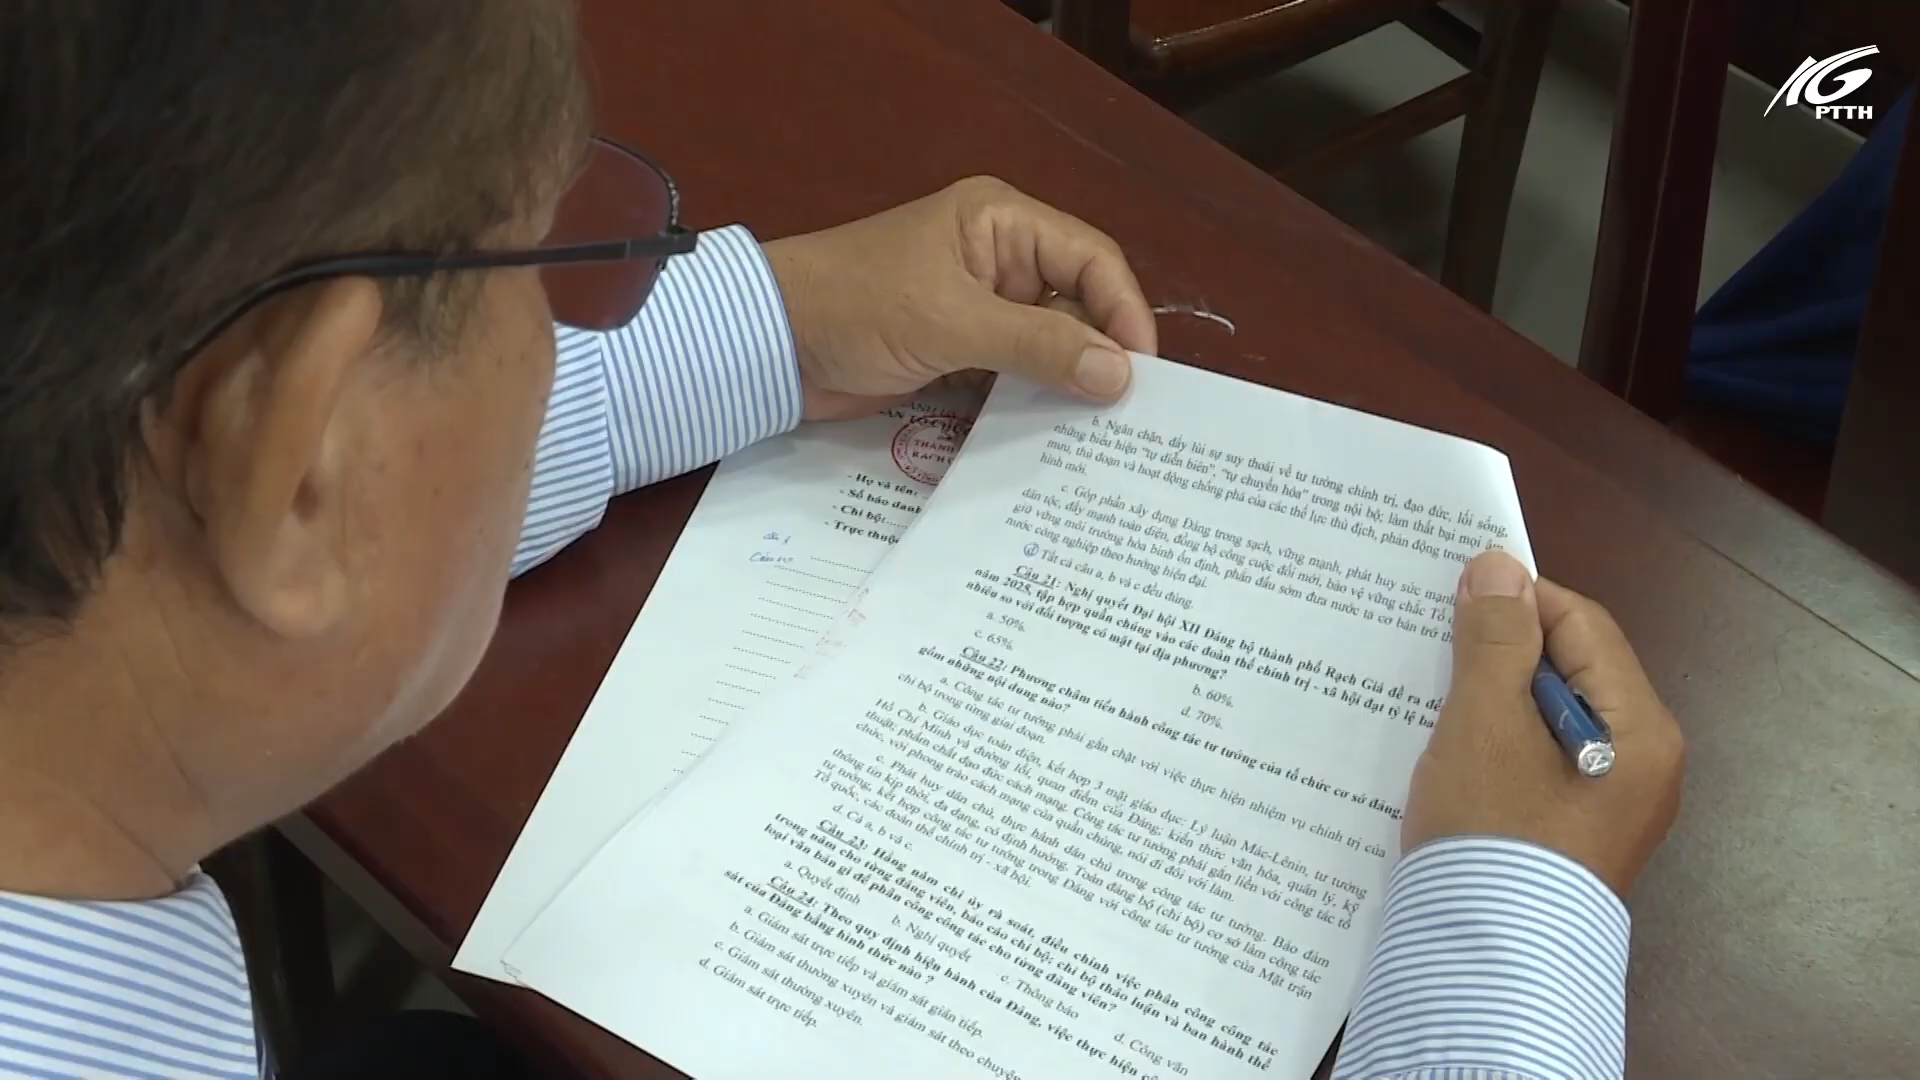 KG
PTTH
THÀNH
RẠCH G
- Họ và tên:
- Số báo danh
- Chi bộ:
- Trực thuộc
b. Ngăn chặn, đẩy lùi sự suy thoái về tư tưởng chính trị, đạo đức, lối sống,
những biểu hiện "tự diễn biến", "tự chuyển hóa" trong nội bộ; làm thất bại mọi âm
mưu, thủ đoạn và hoạt động chống phá của các thế lực thù địch, phản động trong
hình mới.
c. Góp phần xây dựng Đảng trong sạch, vững mạnh, phát huy sức mạnh
dân tộc, đẩy mạnh toàn diện, đồng bộ công cuộc đổi mới, bảo vệ vững chắc Tổ
giữ vững môi trường hòa bình ổn định, phấn đấu sớm đưa nước ta cơ bản trở th
nước công nghiệp theo hướng hiện đại.
d. Tất cả câu a, b và c đều đúng.
Câu 21: Nghị quyết Đại hội XII Đảng bộ thành phố Rạch Giá đề ra đế
năm 2025, tập hợp quần chúng vào các đoàn thể chính trị - xã hội đạt tỷ lệ ba
nhiêu so với đối tượng có mặt tại địa phương?
a. 50%. b. 60%.
c. 65%. d. 70%.
Câu 22: Phương châm tiến hành công tác tư tưởng của tổ chức cơ sở đảng,
gồm những nội dung nào?
a. Công tác tư tưởng phải gắn chặt với việc thực hiện nhiệm vụ chính trị của
chi bộ trong từng giai đoạn.
b. Giáo dục toàn diện, kết hợp 3 mặt giáo dục: Lý luận Mác-Lênin, tư tưởng
Hồ Chí Minh và đường lối, quan điểm của Đảng; kiến thức văn hóa, quản lý, kỹ
thuật; phẩm chất đạo đức cách mạng. Công tác tư tưởng phải gắn liền với công tác tổ
chức, với phong trào cách mạng của quần chúng, nói đi đôi với làm.
c. Phát huy dân chủ, thực hành dân chủ trong công tác tư tưởng. Bảo đảm
thông tin kịp thời, đa dạng, có định hướng. Toàn đảng bộ (chi bộ) cơ sở làm công tác
tư tưởng, kết hợp công tác tư tưởng trong Đảng với công tác tư tưởng của Mặt trận
Tổ quốc, các đoàn thể chính trị - xã hội.
d. Cả a, b và c.
Câu 23: Hằng năm chi ủy rà soát, điều chỉnh việc phân công công tác
trong năm cho từng đảng viên, báo cáo chi bộ; chi bộ thảo luận và ban hành thể
loại văn bản gì để phân công công tác cho từng đảng viên?
a. Quyết định b. Nghị quyết c. Thông báo d. Công văn
Câu 24: Theo quy định hiện hành của Đảng, việc thực hiện
sát của Đảng bằng hình thức nào ?
a. Giám sát trực tiếp và giám sát gián tiếp.
b. Giám sát thường xuyên và giám sát theo chuyên
c. Giám sát thường xuyên.
d. Giám sát trực tiếp.